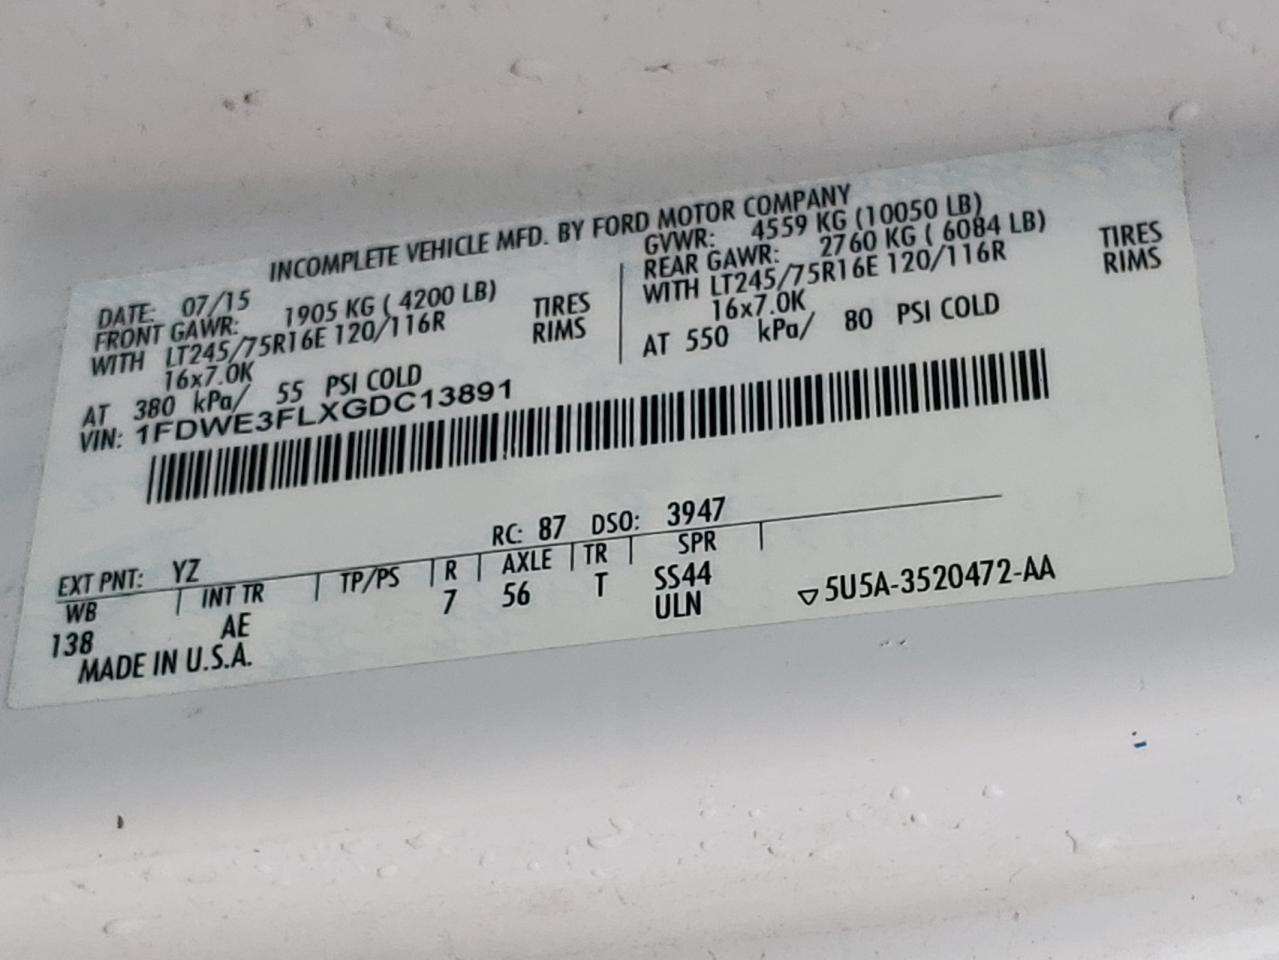 INCOMPLETE VEHICLE MFD. BY FORD MOTOR COMPANY
DATE: 07/15
FRONT GAWR: 1905 KG ( 4200 LB)
WITH LT245/75R16E 120/116R TIRES
16x7.0K RIMS
AT 380 kPa/ 55 PSI COLD
GVWR: 4559 KG (10050 LB)
REAR GAWR: 2760 KG ( 6084 LB)
WITH LT245/75R16E 120/116R TIRES
16x7.0K RIMS
AT 550 kPa/ 80 PSI COLD
VIN: 1FDWE3FLXGDC13891
EXT PNT: YZ RC: 87 DSO: 3947
WB INT TR TP/PS R AXLE TR SPR
138 AE 7 56 T SS44
ULN
MADE IN U.S.A.
▽5U5A-3520472-AA